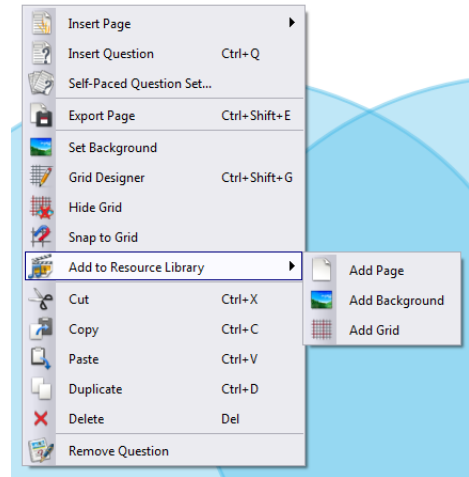 Insert Page
Insert Question Ctrl+Q
Self-Paced Question Set...
Export Page Ctrl+Shift+E
Set Background
Grid Designer Ctrl+Shift+G
Hide Grid
Snap to Grid
Add to Resource Library
Add Page
Add Background
Add Grid
Cut Ctrl+X
Copy Ctrl+C
Paste Ctrl+V
Duplicate Ctrl+D
Delete Del
Remove Question